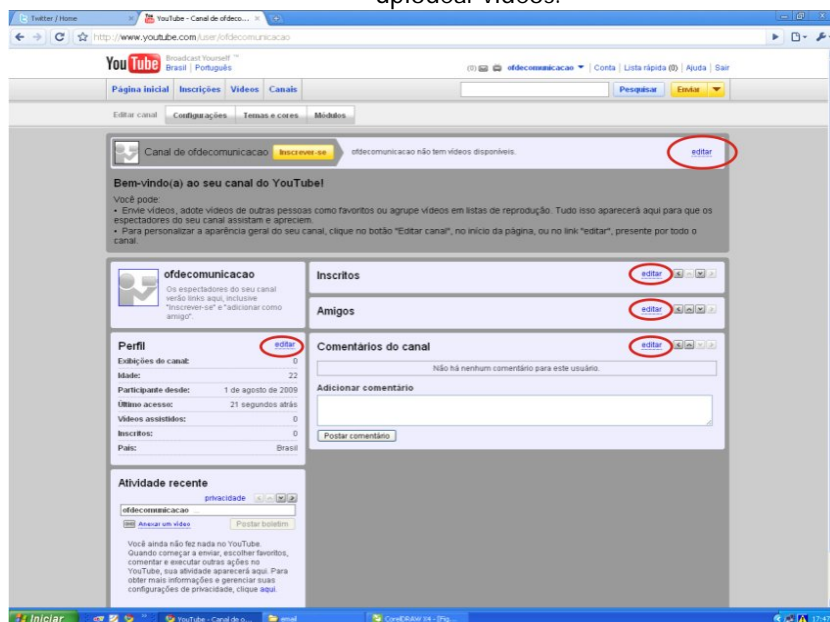 Twitter / Home
YouTube - Canal de ofdeco...
http://www.youtube.com/user/ofdecomunicacao
You Tube
Broadcast Yourself ™
Brasil | Português
(0) ofdecomunicacao | Conta | Lista rápida (0) | Ajuda | Sair
Página inicial Inscrições Vídeos Canais
Pesquisar Enviar
Editar canal Configurações Temas e cores Módulos
Canal de ofdecomunicacao Inscrever-se ofdecomunicacao não tem vídeos disponíveis. editar
Bem-vindo(a) ao seu canal do YouTube!
Você pode:
• Envie vídeos, adote vídeos de outras pessoas como favoritos ou agrupe vídeos em listas de reprodução. Tudo isso aparecerá aqui para que os
espectadores do seu canal assistam e apreciem.
• Para personalizar a aparência geral do seu canal, clique no botão "Editar canal", no início da página, ou no link "editar", presente por todo o
canal.
ofdecomunicacao
Os espectadores do seu canal
verão links aqui, inclusive
"Inscrever-se" e "adicionar como
amigo".
Perfil editar
Exibições do canal: 0
Idade: 22
Participante desde: 1 de agosto de 2009
Último acesso: 21 segundos atrás
Vídeos assistidos: 0
Inscritos: 0
País: Brasil
Atividade recente
privacidade
ofdecomunicacao ...
Anexar um vídeo Postar boletim
Você ainda não fez nada no YouTube.
Quando começar a enviar, escolher favoritos,
comentar e executar outras ações no
YouTube, sua atividade aparecerá aqui. Para
obter mais informações e gerenciar suas
configurações de privacidade, clique aqui.
Inscritos editar
Amigos editar
Comentários do canal editar
Não há nenhum comentário para este usuário.
Adicionar comentário
Postar comentário
Iniciar YouTube - Canal de o... email CorelDRAW X4 - [Fig... 17:47